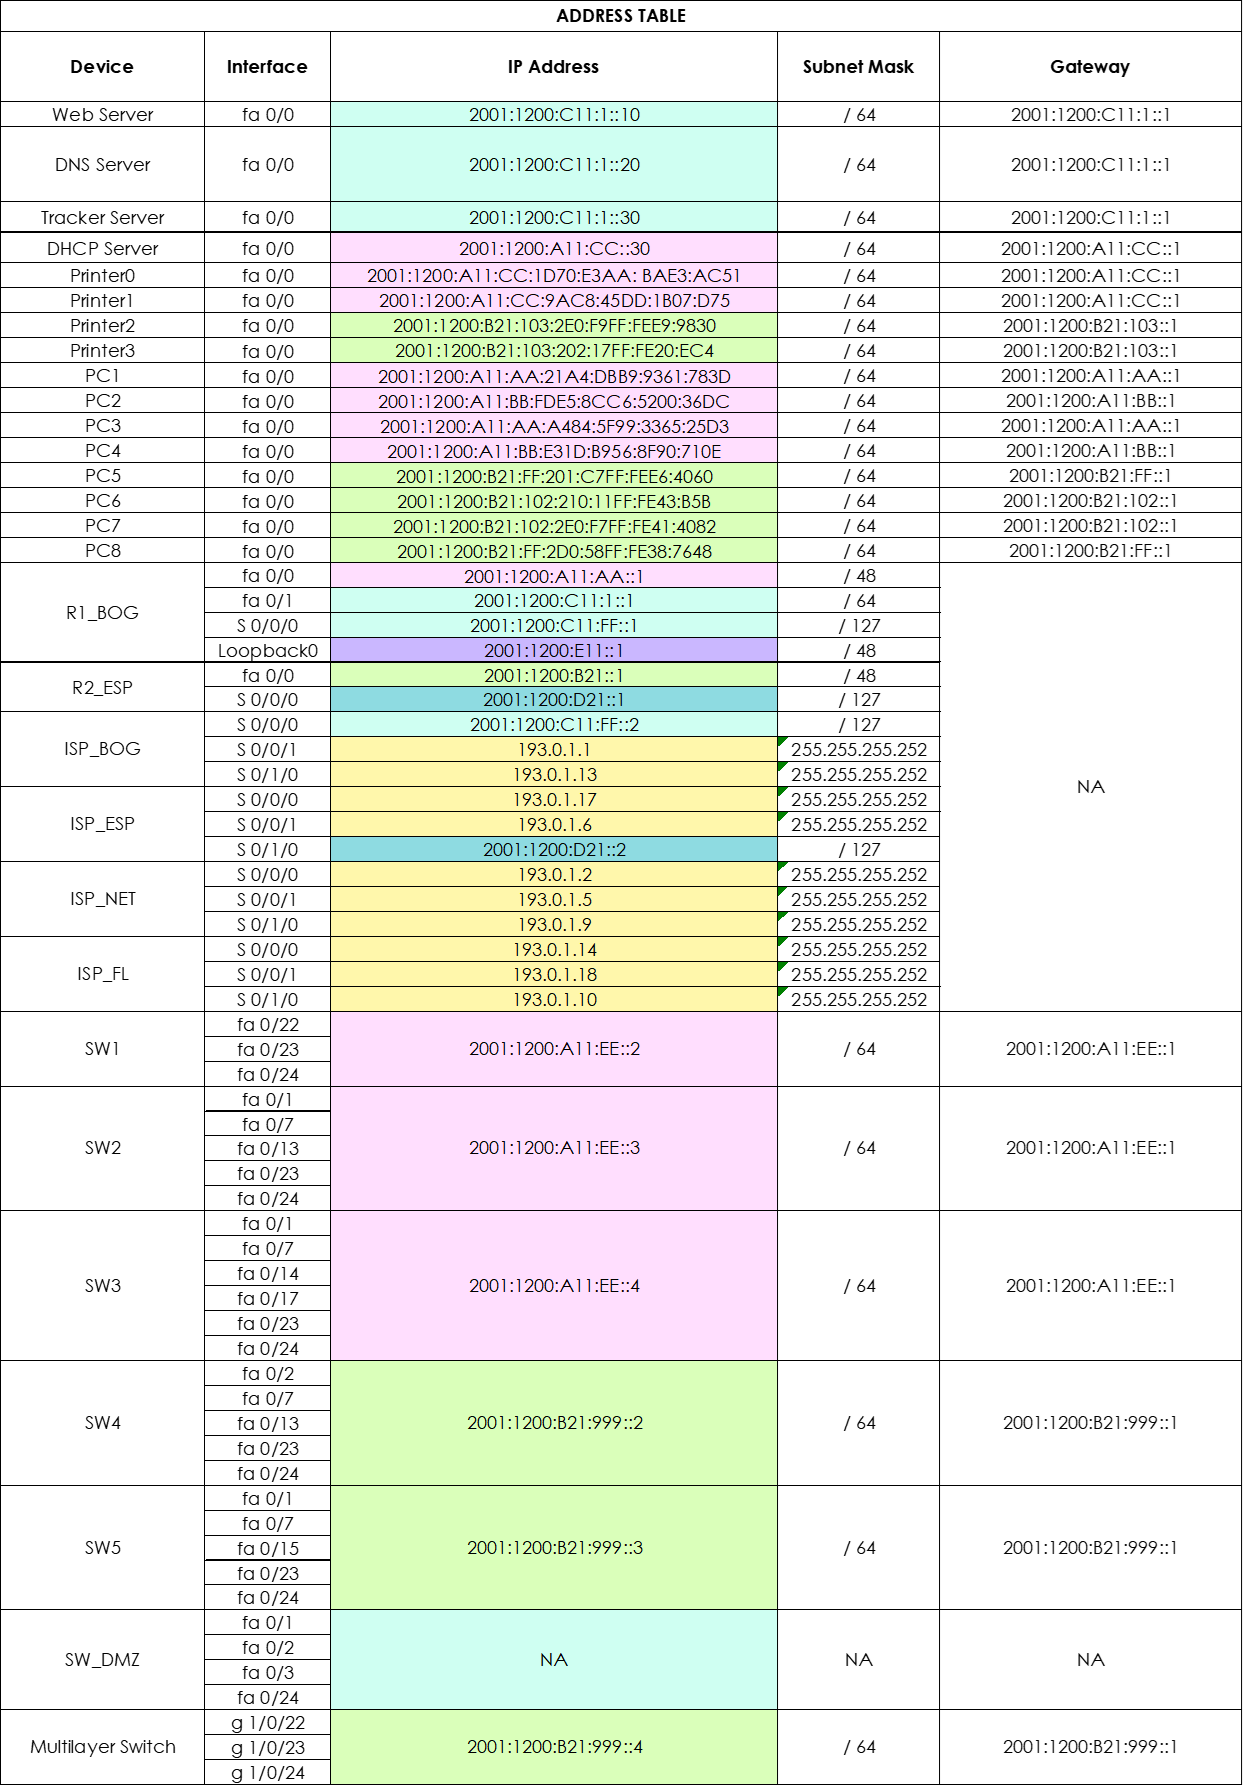 ADDRESS TABLE
Device Interface IP Address Subnet Mask Gateway
Web Server fa 0/0 2001:1200:C11:1::10 / 64 2001:1200:C11:1::1
DNS Server fa 0/0 2001:1200:C11:1::20 / 64 2001:1200:C11:1::1
Tracker Server fa 0/0 2001:1200:C11:1::30 / 64 2001:1200:C11:1::1
DHCP Server fa 0/0 2001:1200:A11:CC::30 / 64 2001:1200:A11:CC::1
Printer0 fa 0/0 2001:1200:A11:CC:1D70:E3AA: BAE3:AC51 / 64 2001:1200:A11:CC::1
Printer1 fa 0/0 2001:1200:A11:CC:9AC8:45DD:1B07:D75 / 64 2001:1200:A11:CC::1
Printer2 fa 0/0 2001:1200:B21:103:2E0:F9FF:FEE9:9830 / 64 2001:1200:B21:103::1
Printer3 fa 0/0 2001:1200:B21:103:202:17FF:FE20:EC4 / 64 2001:1200:B21:103::1
PC1 fa 0/0 2001:1200:A11:AA:21A4:DBB9:9361:783D / 64 2001:1200:A11:AA::1
PC2 fa 0/0 2001:1200:A11:BB:FDE5:8CC6:5200:36DC / 64 2001:1200:A11:BB::1
PC3 fa 0/0 2001:1200:A11:AA:A484:5F99:3365:25D3 / 64 2001:1200:A11:AA::1
PC4 fa 0/0 2001:1200:A11:BB:E31D:B956:8F90:710E / 64 2001:1200:A11:BB::1
PC5 fa 0/0 2001:1200:B21:FF:201:C7FF:FEE6:4060 / 64 2001:1200:B21:FF::1
PC6 fa 0/0 2001:1200:B21:102:210:11FF:FE43:B5B / 64 2001:1200:B21:102::1
PC7 fa 0/0 2001:1200:B21:102:2E0:F7FF:FE41:4082 / 64 2001:1200:B21:102::1
PC8 fa 0/0 2001:1200:B21:FF:2D0:58FF:FE38:7648 / 64 2001:1200:B21:FF::1
R1_BOG fa 0/0 2001:1200:A11:AA::1 / 48 NA
fa 0/1 2001:1200:C11:1::1 / 64
S 0/0/0 2001:1200:C11:FF::1 / 127
Loopback0 2001:1200:E11::1 / 48
R2_ESP fa 0/0 2001:1200:B21::1 / 48
S 0/0/0 2001:1200:D21::1 / 127
ISP_BOG S 0/0/0 2001:1200:C11:FF::2 / 127
S 0/0/1 193.0.1.1 255.255.255.252
S 0/1/0 193.0.1.13 255.255.255.252
ISP_ESP S 0/0/0 193.0.1.17 255.255.255.252
S 0/0/1 193.0.1.6 255.255.255.252
S 0/1/0 2001:1200:D21::2 / 127
ISP_NET S 0/0/0 193.0.1.2 255.255.255.252
S 0/0/1 193.0.1.5 255.255.255.252
S 0/1/0 193.0.1.9 255.255.255.252
ISP_FL S 0/0/0 193.0.1.14 255.255.255.252
S 0/0/1 193.0.1.18 255.255.255.252
S 0/1/0 193.0.1.10 255.255.255.252
SW1 fa 0/22 2001:1200:A11:EE::2 / 64 2001:1200:A11:EE::1
fa 0/23
fa 0/24
SW2 fa 0/1 2001:1200:A11:EE::3 / 64 2001:1200:A11:EE::1
fa 0/7
fa 0/13
fa 0/23
fa 0/24
SW3 fa 0/1 2001:1200:A11:EE::4 / 64 2001:1200:A11:EE::1
fa 0/7
fa 0/14
fa 0/17
fa 0/23
fa 0/24
SW4 fa 0/2 2001:1200:B21:999::2 / 64 2001:1200:B21:999::1
fa 0/7
fa 0/13
fa 0/23
fa 0/24
SW5 fa 0/1 2001:1200:B21:999::3 / 64 2001:1200:B21:999::1
fa 0/7
fa 0/15
fa 0/23
fa 0/24
SW_DMZ fa 0/1 NA NA NA
fa 0/2
fa 0/3
fa 0/24
Multilayer Switch g 1/0/22 2001:1200:B21:999::4 / 64 2001:1200:B21:999::1
g 1/0/23
g 1/0/24